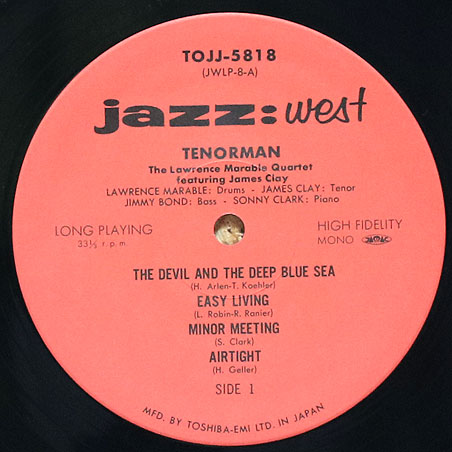 TOJJ-5818
(JWLP-8-A)
jazz:west
TENORMAN
The Lawrence Marable Quartet
featuring James Clay
LAWRENCE MARABLE: Drums - JAMES CLAY: Tenor
JIMMY BOND: Bass - SONNY CLARK: Piano
LONG PLAYING
33⅓ r.p.m.
HIGH FIDELITY
MONO
THE DEVIL AND THE DEEP BLUE SEA
(H. Arlen-T. Koehler)
EASY LIVING
(L. Robin-R. Ranier)
MINOR MEETING
(S. Clark)
AIRTIGHT
(H. Geller)
SIDE 1
MFD. BY TOSHIBA-EMI LTD. IN JAPAN